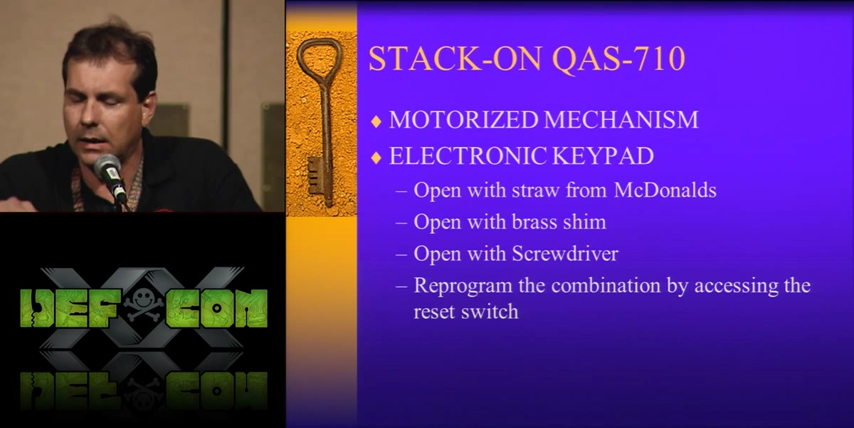 STACK-ON QAS-710
♦ MOTORIZED MECHANISM
♦ ELECTRONIC KEYPAD
– Open with straw from McDonalds
– Open with brass shim
– Open with Screwdriver
– Reprogram the combination by accessing the
reset switch
XX
DEF CON